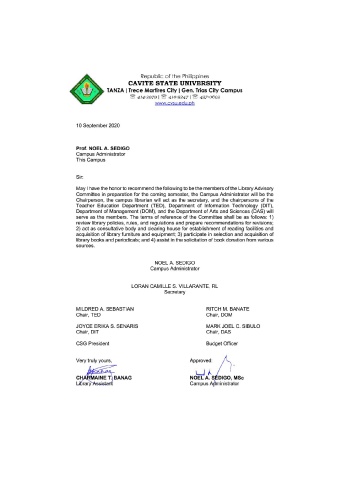 Republic of the Philippines
CAVITE STATE UNIVERSITY
TANZA | Trece Martires City | Gen. Trias City Campus
☏ 414-3979 | ☏ 419-9247 | ☏ 437-0693
www.cvsu.edu.ph
10 September 2020
Prof. NOEL A. SEDIGO
Campus Administrator
This Campus
Sir:
May I have the honor to recommend the following to be the members of the Library Advisory
Committee in preparation for the coming semester, the Campus Administrator will be the
Chairperson, the campus librarian will act as the secretary, and the chairpersons of the
Teacher Education Department (TED), Department of Information Technology (DIT),
Department of Management (DOM), and the Department of Arts and Sciences (DAS) will
serve as the members. The terms of reference of the Committee shall be as follows: 1)
review library policies, rules, and regulations and prepare recommendations for revisions;
2) act as consultative body and clearing house for establishment of reading facilities and
acquisition of library furniture and equipment; 3) participate in selection and acquisition of
library books and periodicals; and 4) assist in the solicitation of book donation from various
sources.
NOEL A. SEDIGO
Campus Administrator
LORAN CAMILLE S. VILLARANTE, RL
Secretary
MILDRED A. SEBASTIAN
Chair, TED
RITCH M. BANATE
Chair, DOM
JOYCE ERIKA S. SENARIS
Chair, DIT
MARK JOEL C. SIBULO
Chair, DAS
CSG President
Budget Officer
Very truly yours,
Approved:
CHARMAINE T. BANAG
Library Assistant
NOEL A. SEDIGO, MSc
Campus Administrator